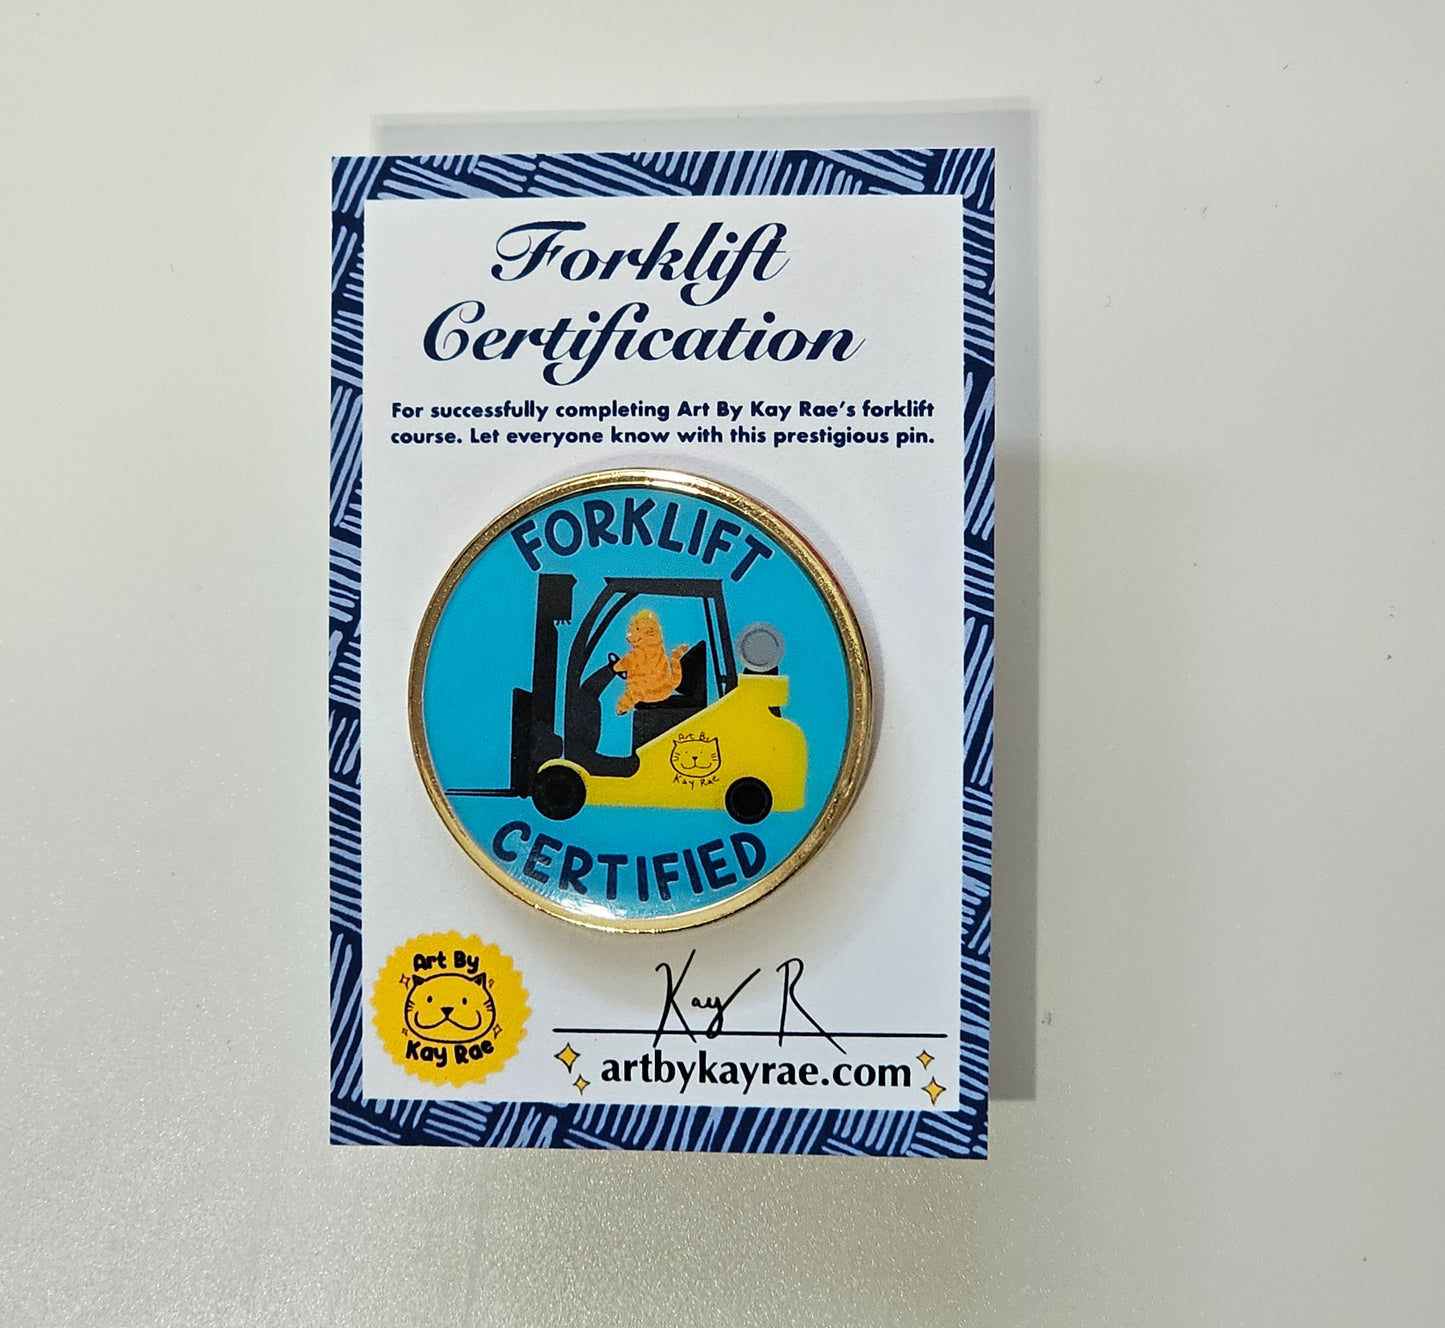 Forklift
Certification
For successfully completing Art By Kay Rae's forklift
course. Let everyone know with this prestigious pin.
FORKLIFT
Art By
Kay Rae
CERTIFIED
Art By
Kay Rae
Kay R
artbykayrae.com